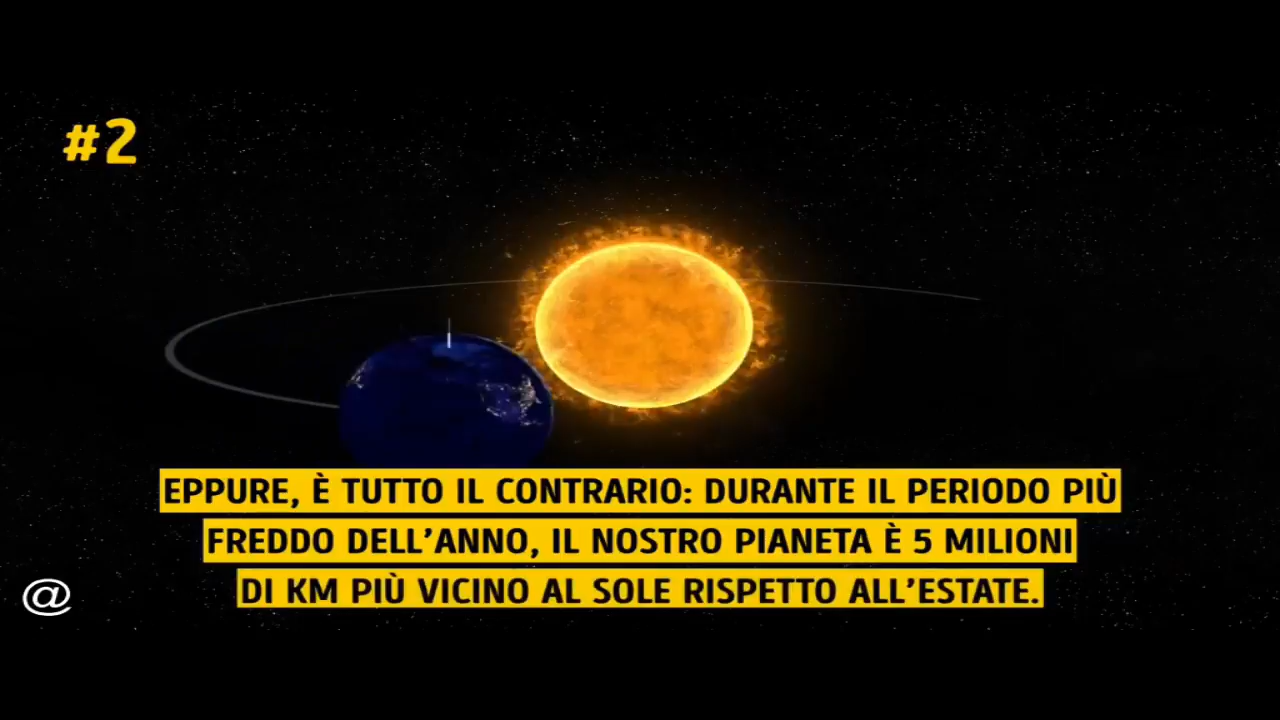 #2
EPPURE, È TUTTO IL CONTRARIO: DURANTE IL PERIODO PIÙ
FREDDO DELL'ANNO, IL NOSTRO PIANETA È 5 MILIONI
DI KM PIÙ VICINO AL SOLE RISPETTO ALL'ESTATE.
@